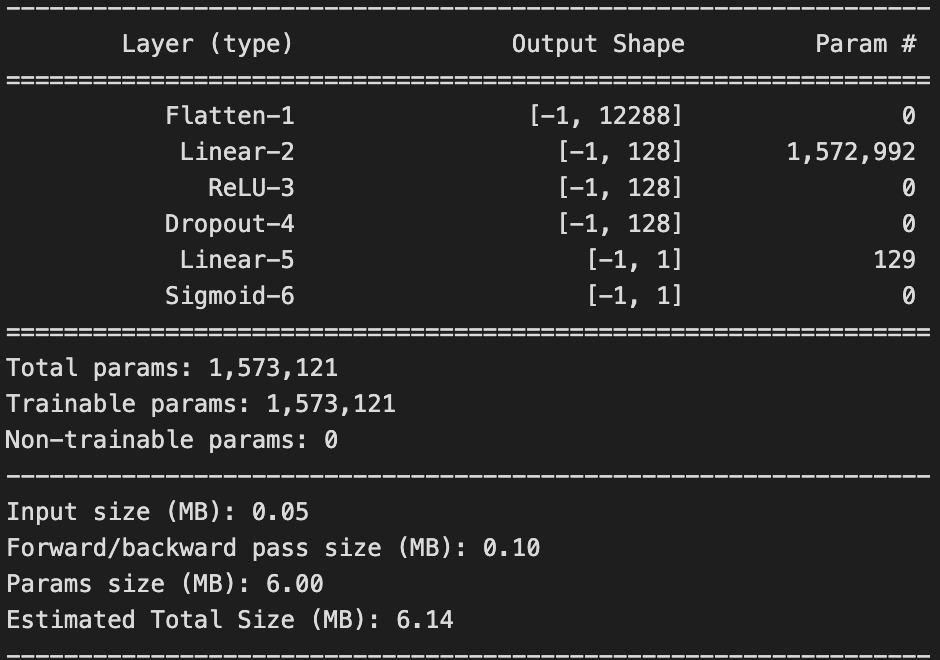 ----------------------------------------------------------------
Layer (type) Output Shape Param #
================================================================
Flatten-1 [-1, 12288] 0
Linear-2 [-1, 128] 1,572,992
ReLU-3 [-1, 128] 0
Dropout-4 [-1, 128] 0
Linear-5 [-1, 1] 129
Sigmoid-6 [-1, 1] 0
================================================================
Total params: 1,573,121
Trainable params: 1,573,121
Non-trainable params: 0
----------------------------------------------------------------
Input size (MB): 0.05
Forward/backward pass size (MB): 0.10
Params size (MB): 6.00
Estimated Total Size (MB): 6.14
----------------------------------------------------------------